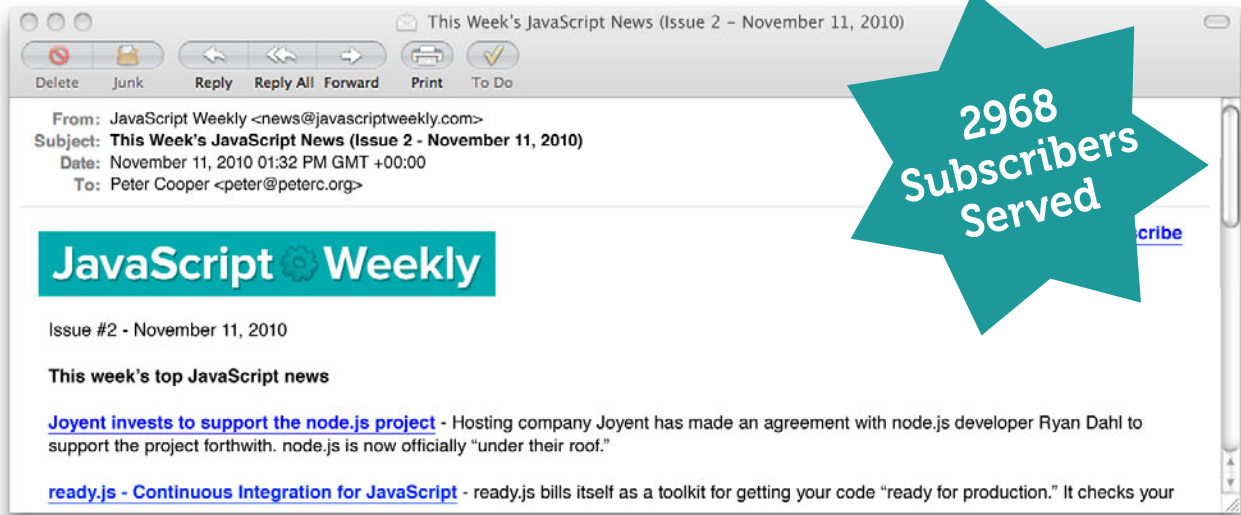 This Week's JavaScript News (Issue 2 – November 11, 2010)
Delete Junk Reply Reply All Forward Print To Do
From: JavaScript Weekly <news@javascriptweekly.com>
Subject: This Week's JavaScript News (Issue 2 - November 11, 2010)
Date: November 11, 2010 01:32 PM GMT +00:00
To: Peter Cooper <peter@peterc.org>
2968
Subscribers
Served
cribe
JavaScript Weekly
Issue #2 - November 11, 2010
This week's top JavaScript news
Joyent invests to support the node.js project - Hosting company Joyent has made an agreement with node.js developer Ryan Dahl to
support the project forthwith. node.js is now officially “under their roof.”
ready.js - Continuous Integration for JavaScript - ready.js bills itself as a toolkit for getting your code “ready for production.” It checks your